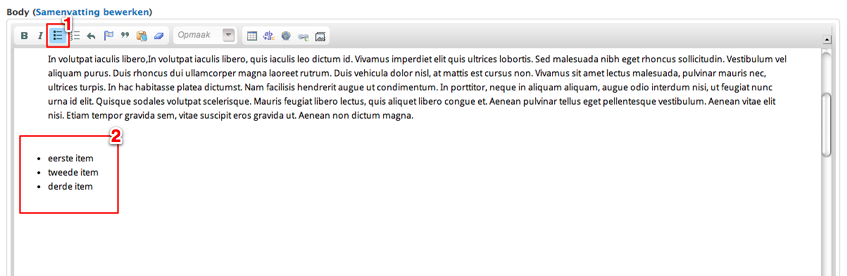 Body (Samenvatting bewerken)
1
B I Opmaak
In volutpat iaculis libero,In volutpat iaculis libero, quis iaculis leo dictum id. Vivamus imperdiet elit quis ultrices lobortis. Sed malesuada nibh eget rhoncus sollicitudin. Vestibulum vel
aliquam purus. Duis rhoncus dui ullamcorper magna laoreet rutrum. Duis vehicula dolor nisl, at mattis est cursus non. Vivamus sit amet lectus malesuada, pulvinar mauris nec,
ultrices turpis. In hac habitasse platea dictumst. Nam facilisis hendrerit augue ut condimentum. In porttitor, neque in aliquam aliquam, augue odio interdum nisi, ut feugiat nunc
urna id elit. Quisque sodales volutpat scelerisque. Mauris feugiat libero lectus, quis aliquet libero congue et. Aenean pulvinar tellus eget pellentesque vestibulum. Aenean vitae elit
nisi. Etiam tempor gravida sem, vitae suscipit eros gravida ut. Aenean non dictum magna.
2
• eerste item
• tweede item
• derde item